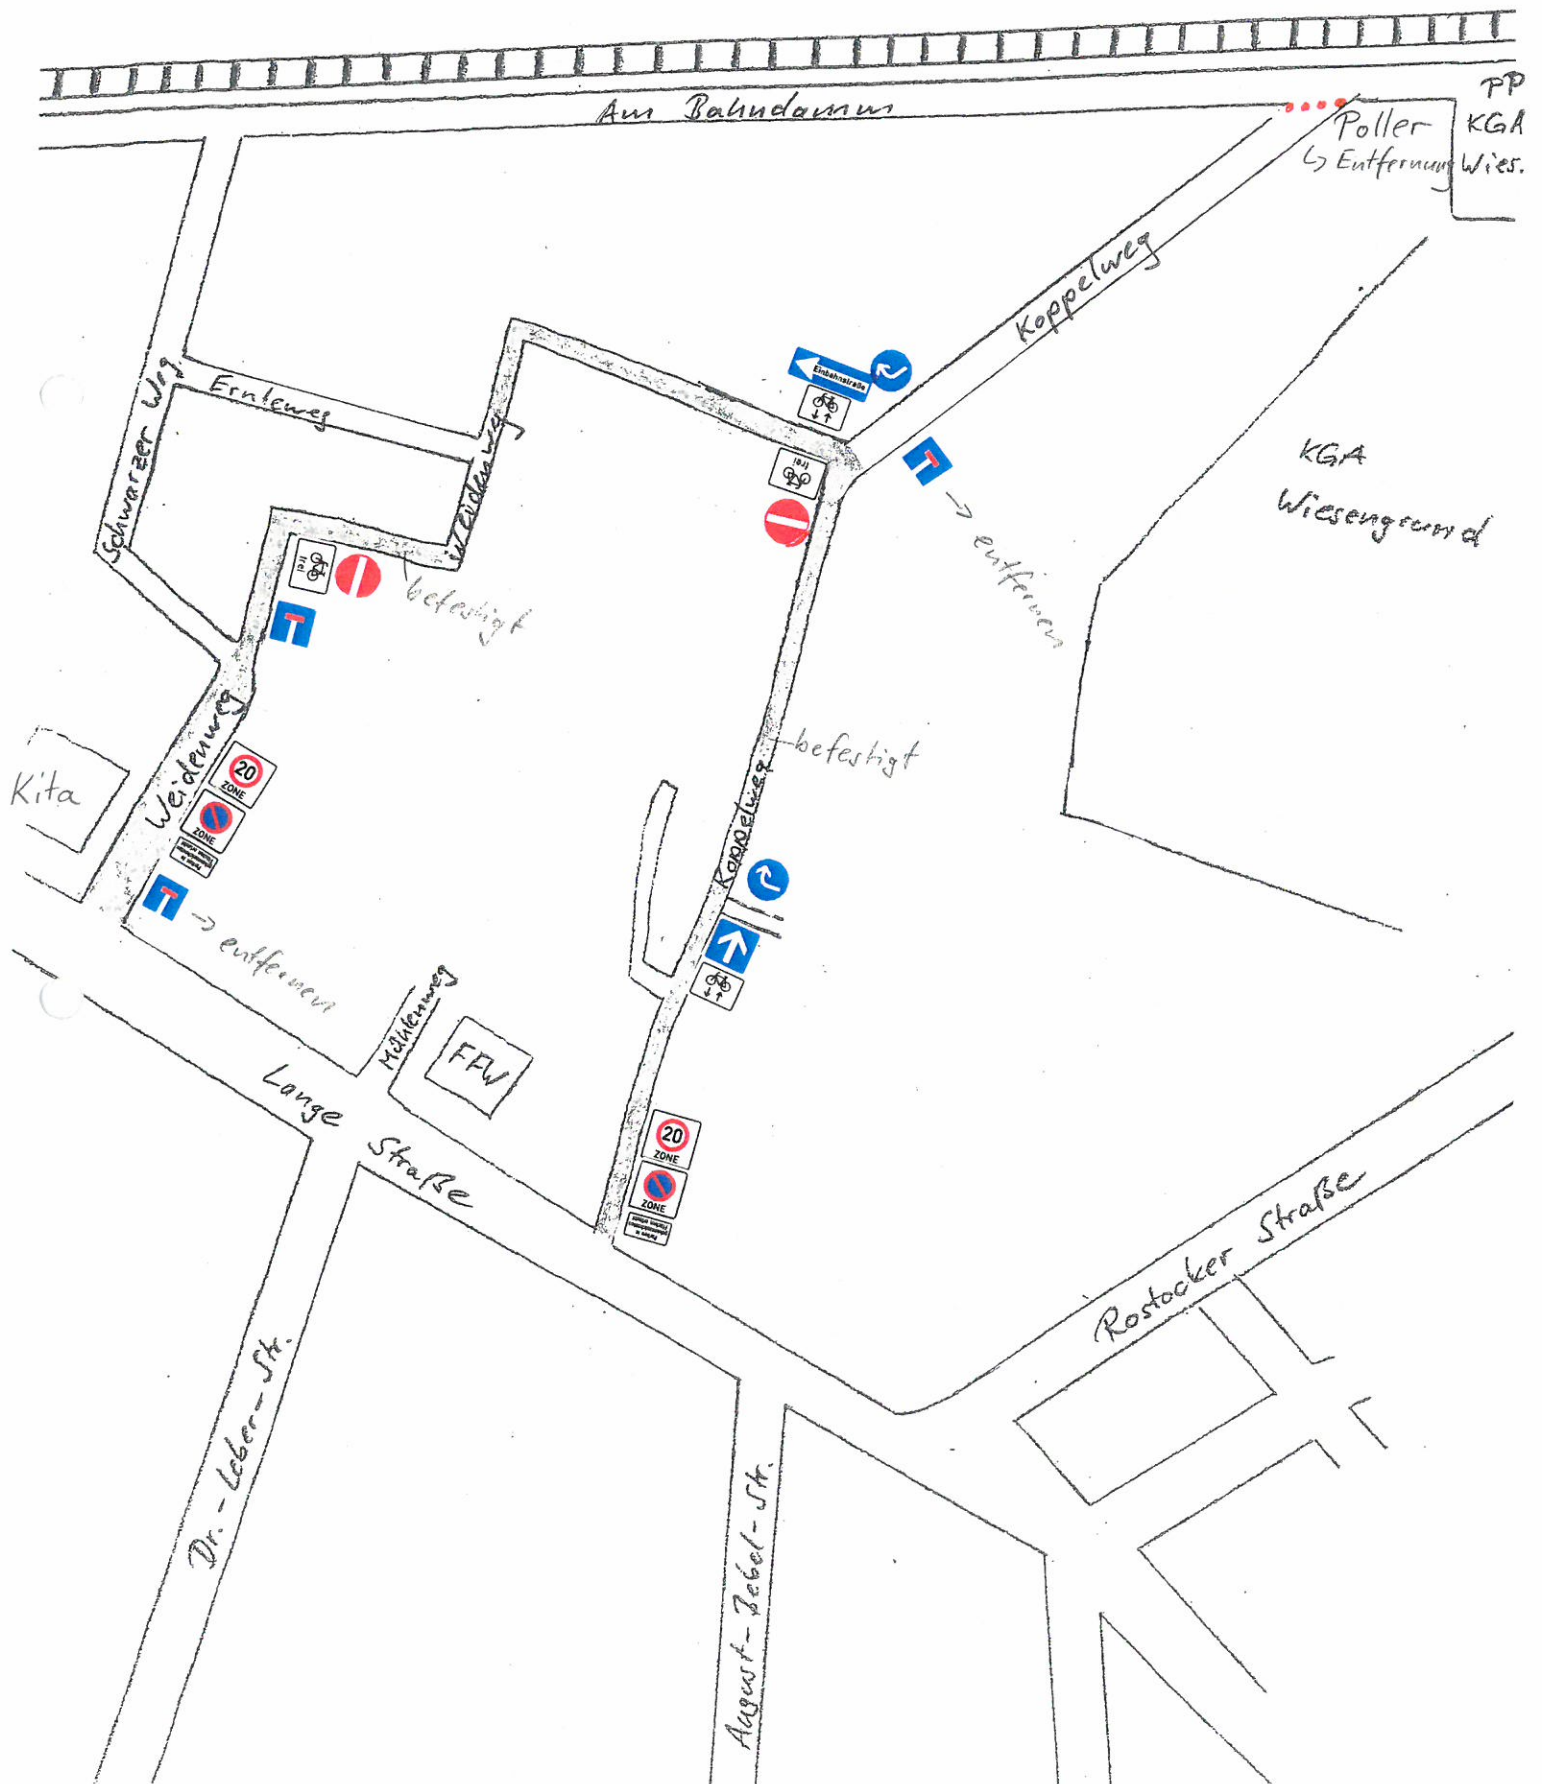 Am Bahndamm
PP
KGA
Wies.
Poller
↳ Entfernung
Koppelweg
Einbahnstraße
Schwarzer Weg
Ernteweg
Weidenweg
frei
→ entfernen
KGA
Wiesengrund
frei
befestigt
befestigt
Kita
Weidenweg
20
ZONE
ZONE
→ entfernen
Koppelweg
Mühlenweg
FFW
Lange Straße
20
ZONE
ZONE
Rostocker Straße
Dr.-Leber-Str.
August-Bebel-Str.